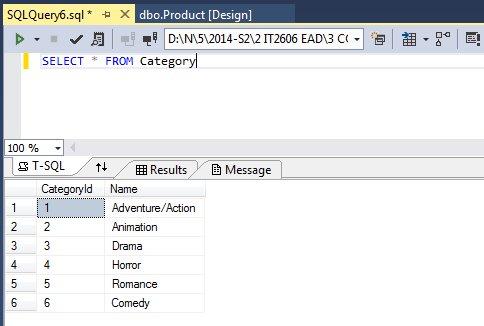 SQLQuery6.sql * dbo.Product [Design]
D:\N\5\2014-S2\2 IT2606 EAD\3 CC
SELECT * FROM Category
100 %
T-SQL Results Message
CategoryId Name
1 1 Adventure/Action
2 2 Animation
3 3 Drama
4 4 Horror
5 5 Romance
6 6 Comedy